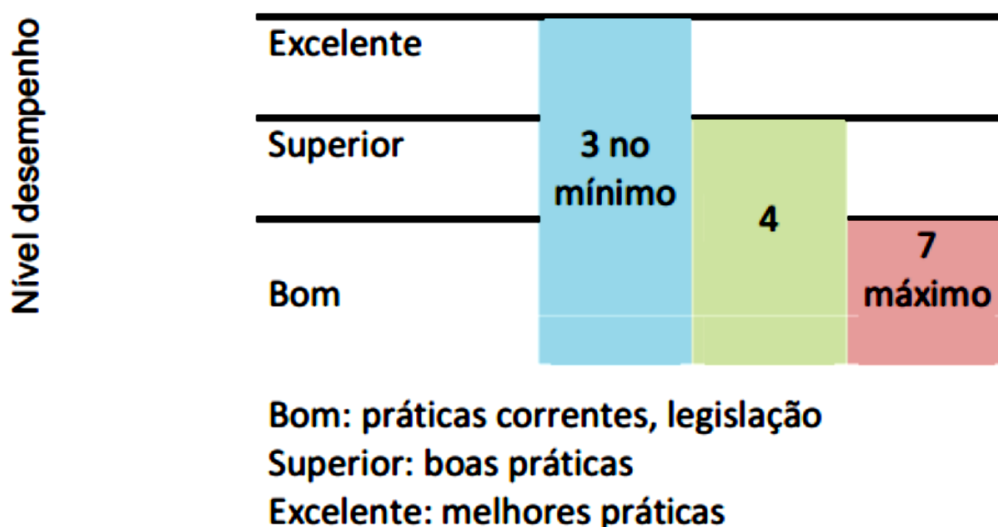 Nível desempenho
Excelente
Superior
Bom
3 no
mínimo
4
7
máximo
Bom: práticas correntes, legislação
Superior: boas práticas
Excelente: melhores práticas